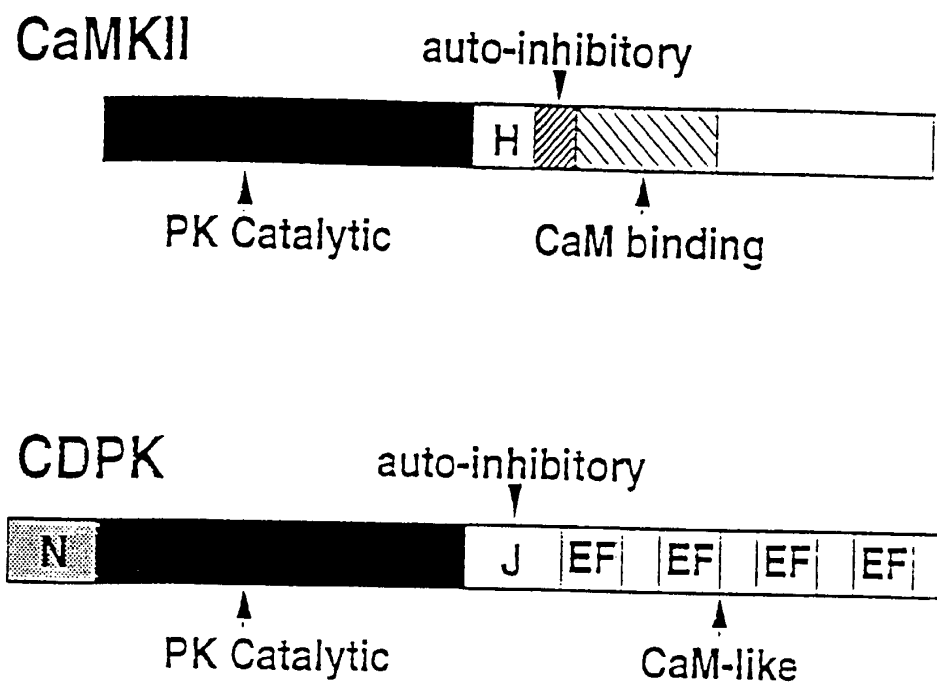 CaMKII
auto-inhibitory
H
PK Catalytic
CaM binding
CDPK
auto-inhibitory
N J EF EF EF EF
PK Catalytic
CaM-like